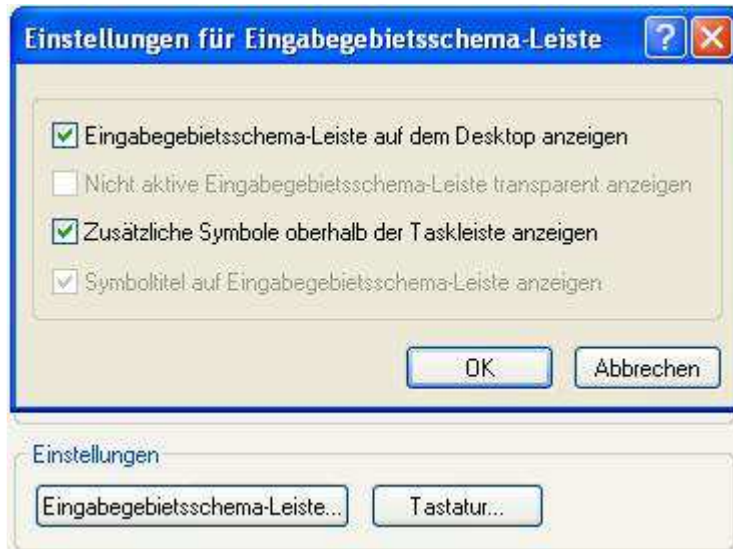 Einstellungen für Eingabegebietsschema-Leiste
Eingabegebietsschema-Leiste auf dem Desktop anzeigen
Nicht aktive Eingabegebietsschema-Leiste transparent anzeigen
Zusätzliche Symbole oberhalb der Taskleiste anzeigen
Symboltitel auf Eingabegebietsschema-Leiste anzeigen
OK Abbrechen
Einstellungen
Eingabegebietsschema-Leiste... Tastatur...